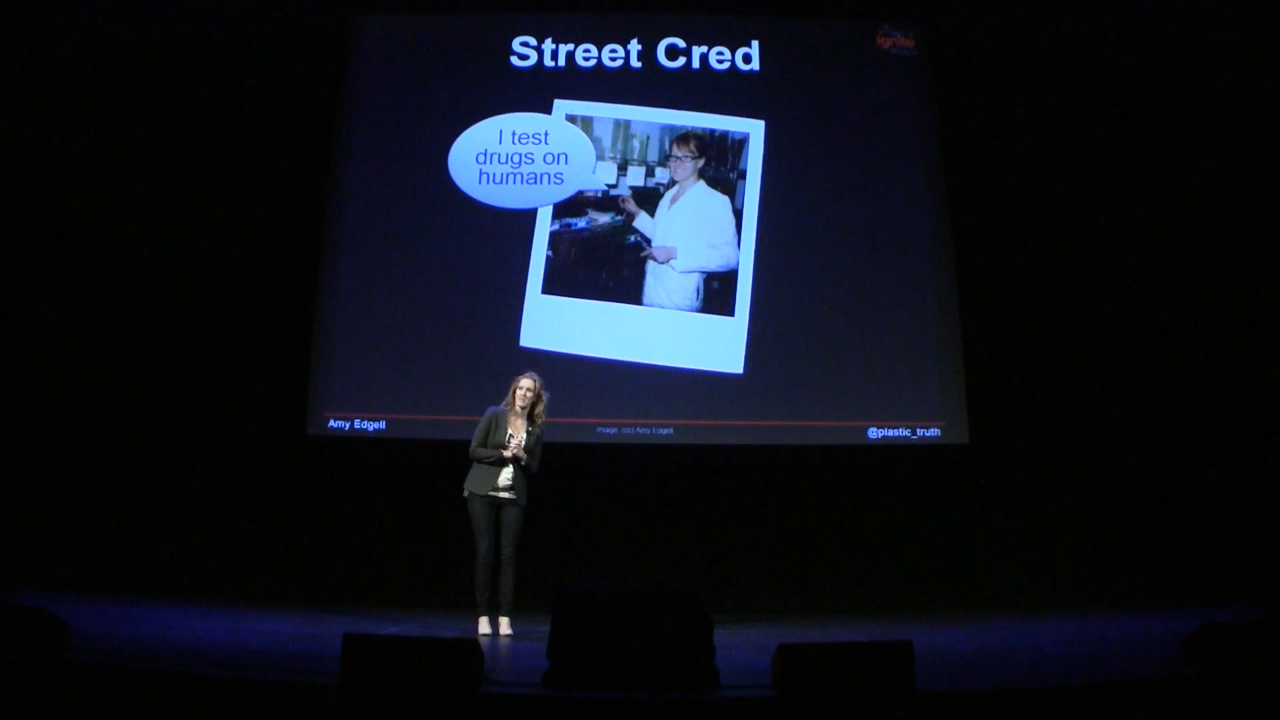 Street Cred
ignite
I test
drugs on
humans
Amy Edgell
image: (cc) Amy Edgell
@plastic_truth